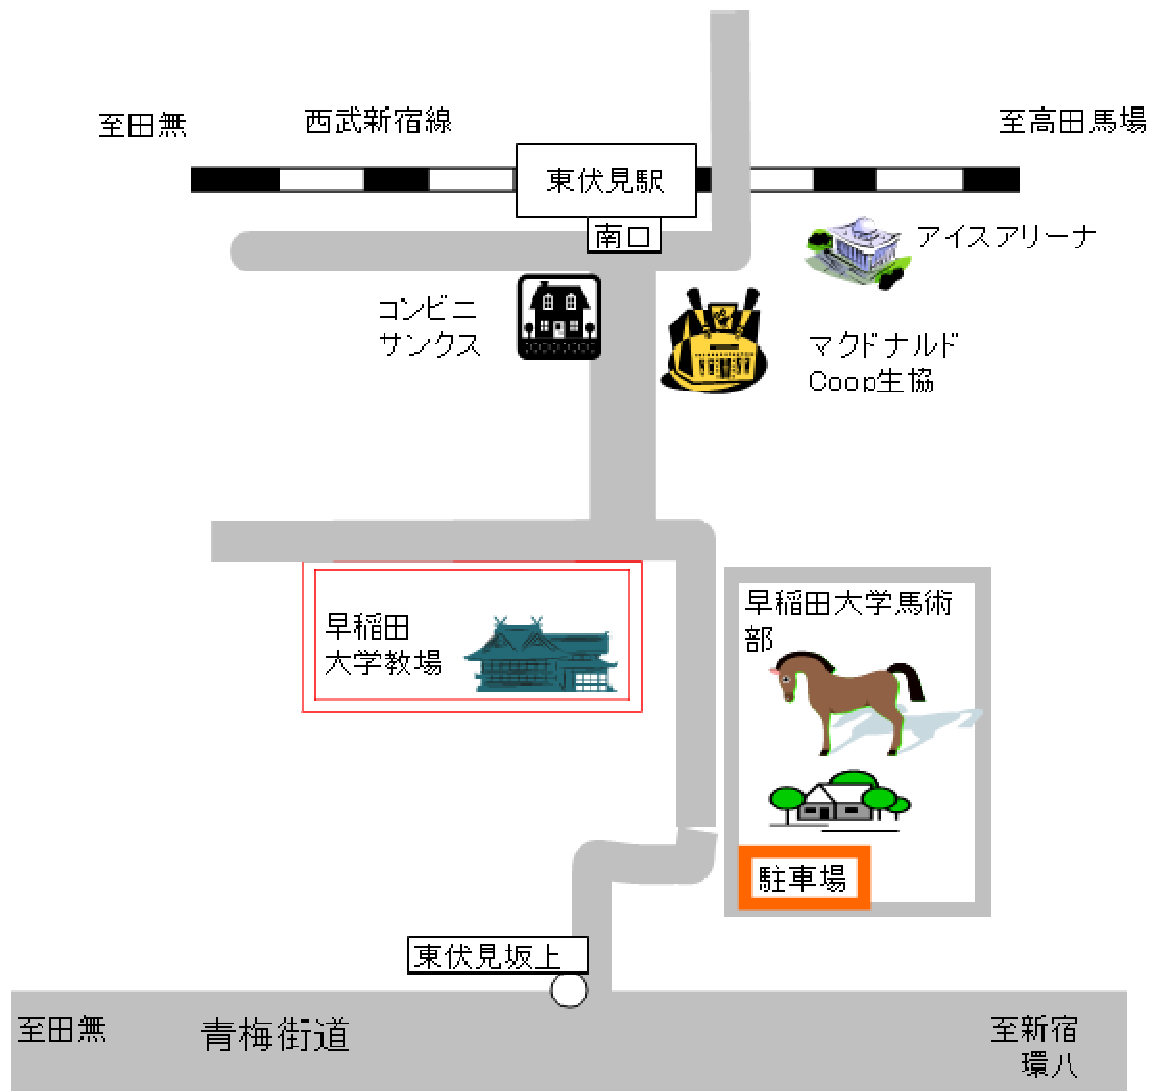 至田無
西武新宿線
至高田馬場
東伏見駅
南口
アイスアリーナ
コンビニ
サンクス
マクドナルド
Coop生協
早稲田
大学教場
早稲田大学馬術
部
駐車場
東伏見坂上
至田無
青梅街道
至新宿
環八